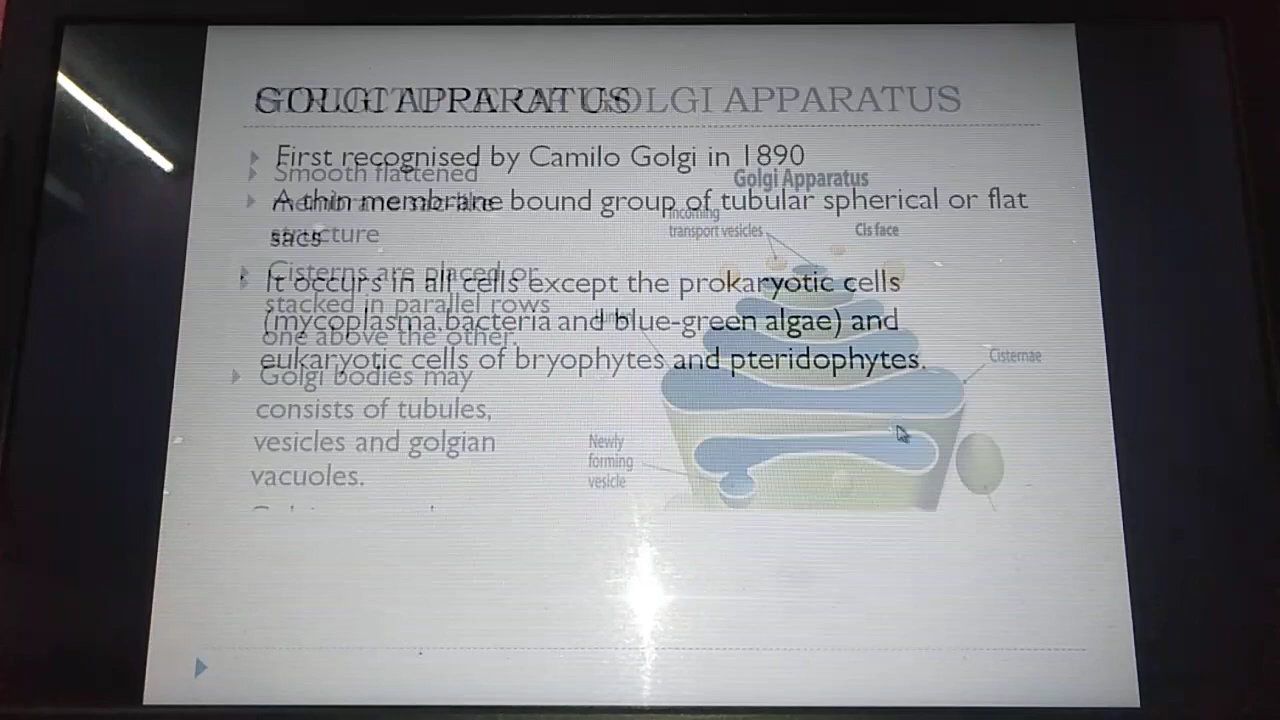 GOLGI APPARATUS
First recognised by Camilo Golgi in 1890
A thin membrane bound group of tubular spherical or flat
sacs
It occurs in all cells except the prokaryotic cells
(mycoplasma,bacteria and blue-green algae) and
eukaryotic cells of bryophytes and pteridophytes.
GOLGI APPARATUS
Smooth flattened
structure
Cisterns are placed or
stacked in parallel rows
one above the other.
Golgi bodies may
consists of tubules,
vesicles and golgian
vacuoles.
Golgi Apparatus
Incoming
transport vesicles
Cis face
Cisternae
Newly
forming
vesicle